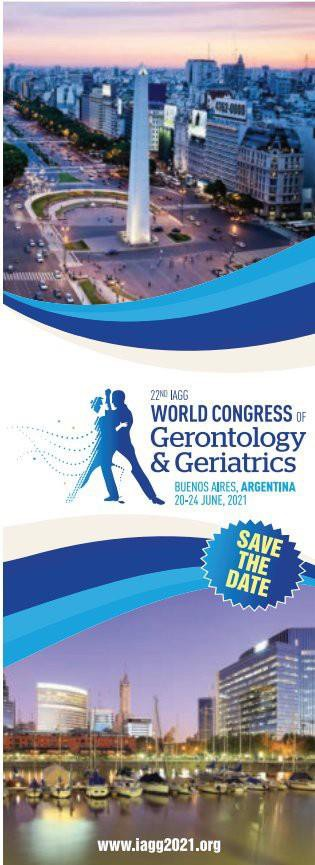 22ND IAGG
WORLD CONGRESS OF
Gerontology
& Geriatrics
BUENOS AIRES, ARGENTINA
20-24 JUNE, 2021
SAVE
THE
DATE
www.iagg2021.org